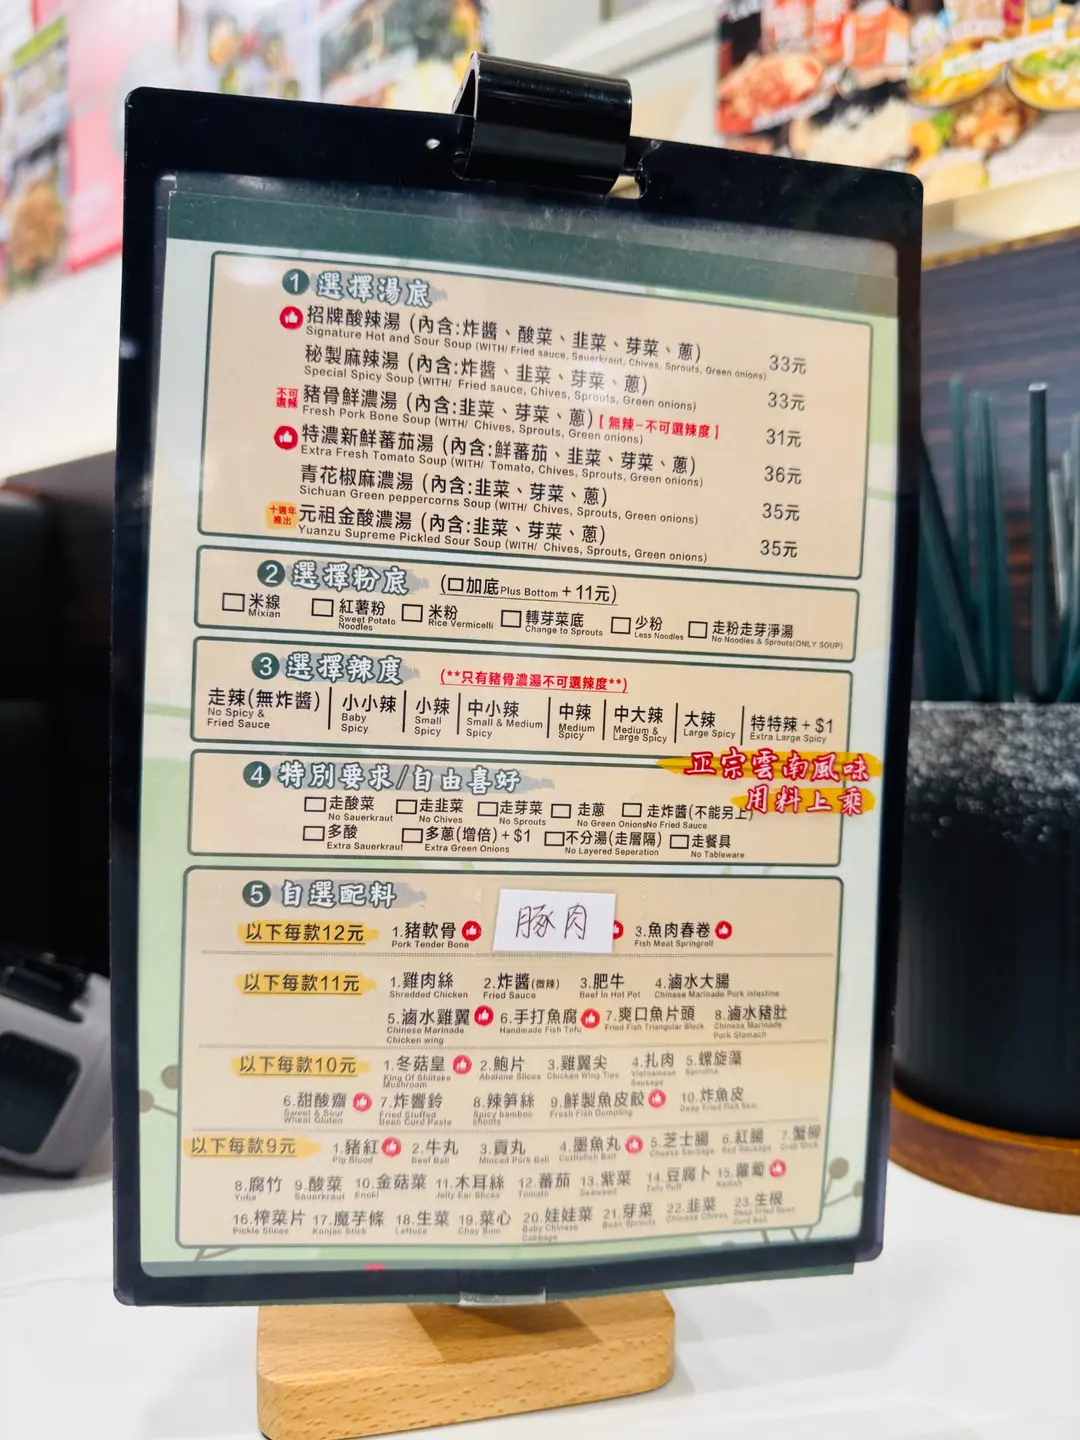 1 選擇湯底
招牌酸辣湯 (內含:炸醬、酸菜、韭菜、芽菜、蔥) 33元
Signature Hot and Sour Soup (WITH/ Fried sauce, Sauerkraut, Chives, Sprouts, Green onions)
秘製麻辣湯 (內含:炸醬、韭菜、芽菜、蔥) 33元
Special Spicy Soup (WITH/ Fried sauce, Chives, Sprouts, Green onions)
不可選辣 豬骨鮮濃湯 (內含:韭菜、芽菜、蔥)【無辣-不可選辣度】 31元
Fresh Pork Bone Soup (WITH/ Chives, Sprouts, Green onions)
特濃新鮮蕃茄湯 (內含:鮮蕃茄、韭菜、芽菜、蔥) 36元
Extra Fresh Tomato Soup (WITH/ Tomato, Chives, Sprouts, Green onions)
青花椒麻濃湯 (內含:韭菜、芽菜、蔥) 35元
Sichuan Green peppercorns Soup (WITH/ Chives, Sprouts, Green onions)
十週年推出 元祖金酸濃湯 (內含:韭菜、芽菜、蔥) 35元
Yuanzu Supreme Pickled Sour Soup (WITH/ Chives, Sprouts, Green onions)
2 選擇粉底 (□加底Plus Bottom + 11元)
□米線 □紅薯粉 □米粉 □轉芽菜底 □少粉 □走粉走芽淨湯
Mixian Sweet Potato Noodles Rice Vermicelli Change to Sprouts Less Noodles No Noodles & Sprouts(ONLY SOUP)
3 選擇辣度 (**只有豬骨濃湯不可選辣度**)
走辣(無炸醬) 小小辣 小辣 中小辣 中辣 中大辣 大辣 特特辣 + $1
No Spicy & Fried Sauce Baby Spicy Small Spicy Small & Medium Spicy Medium Spicy Medium & Large Spicy Large Spicy Extra Large Spicy
正宗雲南風味
用料上乘
4 特別要求/自由喜好
□走酸菜 □走韭菜 □走芽菜 □走蔥 □走炸醬(不能另上)
No Sauerkraut No Chives No Sprouts No Green Onions No Fried Sauce
□多酸 □多蔥(增倍) + $1 □不分湯(走層隔) □走餐具
Extra Sauerkraut Extra Green Onions No Layered Seperation No Tableware
5 自選配料
以下每款12元 1.豬軟骨 豚肉 3.魚肉春卷
Pork Tender Bone Fish Meat Springroll
以下每款11元 1.雞肉絲 2.炸醬(微辣) 3.肥牛 4.滷水大腸
Shredded Chicken Fried Sauce Beef In Hot Pot Chinese Marinade Pork Intestine
5.滷水雞翼 6.手打魚腐 7.爽口魚片頭 8.滷水豬肚
Chinese Marinade Chicken wing Handmade Fish Tofu Fried Fish Triangular Block Chinese Marinade Pork Stomach
以下每款10元 1.冬菇皇 2.鮑片 3.雞翼尖 4.扎肉 5.螺旋藻
King Of Shiitake Mushroom Abalone Slices Chicken Wing Tips Vietnamese Sausage Spirulina
6.甜酸齋 7.炸響鈴 8.辣笋絲 9.鮮製魚皮餃 10.炸魚皮
Sweet & Sour Wheat Gluten Fried Stuffed Bean Curd Paste Spicy bamboo shoots Fresh Fish Dumpling Deep Fried Fish Skin
以下每款9元 1.豬紅 2.牛丸 3.貢丸 4.墨魚丸 5.芝士腸 6.紅腸 7.蟹柳
Pig Blood Beef Ball Minced Pork Ball Cuttlefish Ball Cheese Sausage Red Sausage Crab Stick
8.腐竹 9.酸菜 10.金菇菜 11.木耳絲 12.蕃茄 13.紫菜 14.豆腐卜 15.蘿蔔
Yuba Sauerkraut Enoki Jelly Ear Slices Tomato Seaweed Tofu Puff Radish
16.榨菜片 17.魔芋條 18.生菜 19.菜心 20.娃娃菜 21.芽菜 22.韭菜 23.生根
Pickle Slices Konjac Stick Lettuce Choy Sum Baby Chinese Cabbage Bean Sprouts Chinese Chives Deep Fried Bean Curd Ball